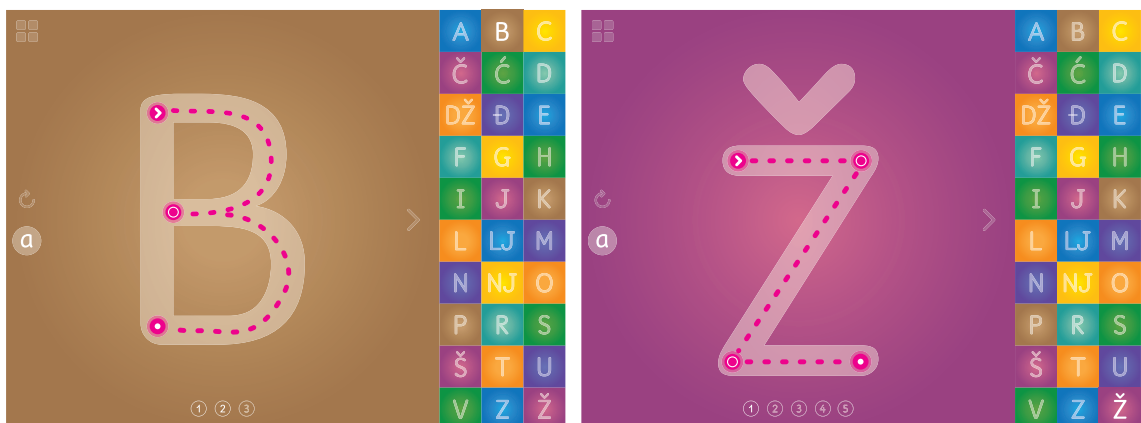 B
a
1 2 3
A B C
Č Ć D
DŽ Đ E
F G H
I J K
L LJ M
N NJ O
P R S
Š T U
V Z Ž
Ž
a
1 2 3 4 5
A B C
Č Ć D
DŽ Đ E
F G H
I J K
L LJ M
N NJ O
P R S
Š T U
V Z Ž